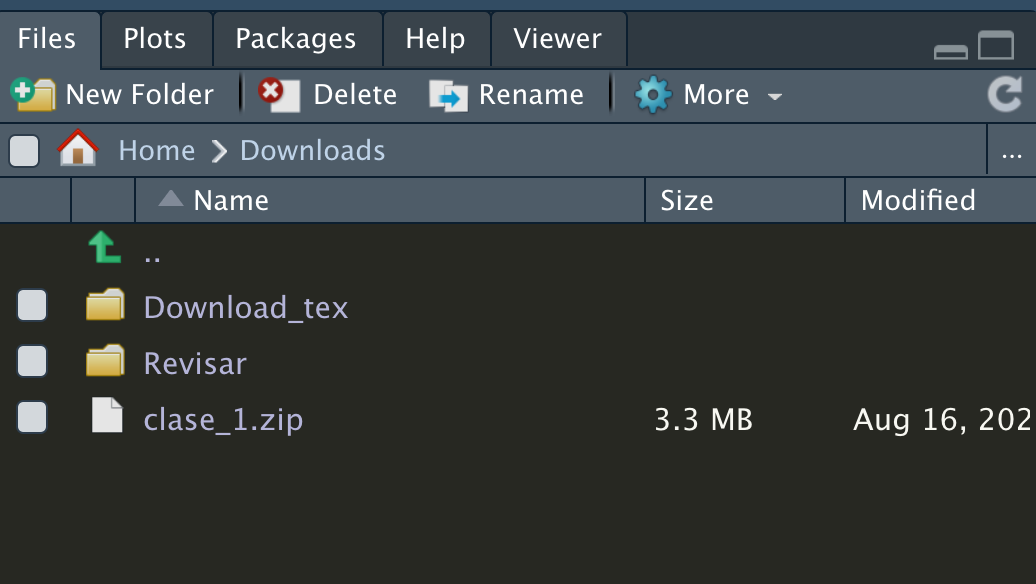 Files Plots Packages Help Viewer
New Folder Delete Rename More
Home Downloads ...
Name Size Modified
..
Download_tex
Revisar
clase_1.zip 3.3 MB Aug 16, 202